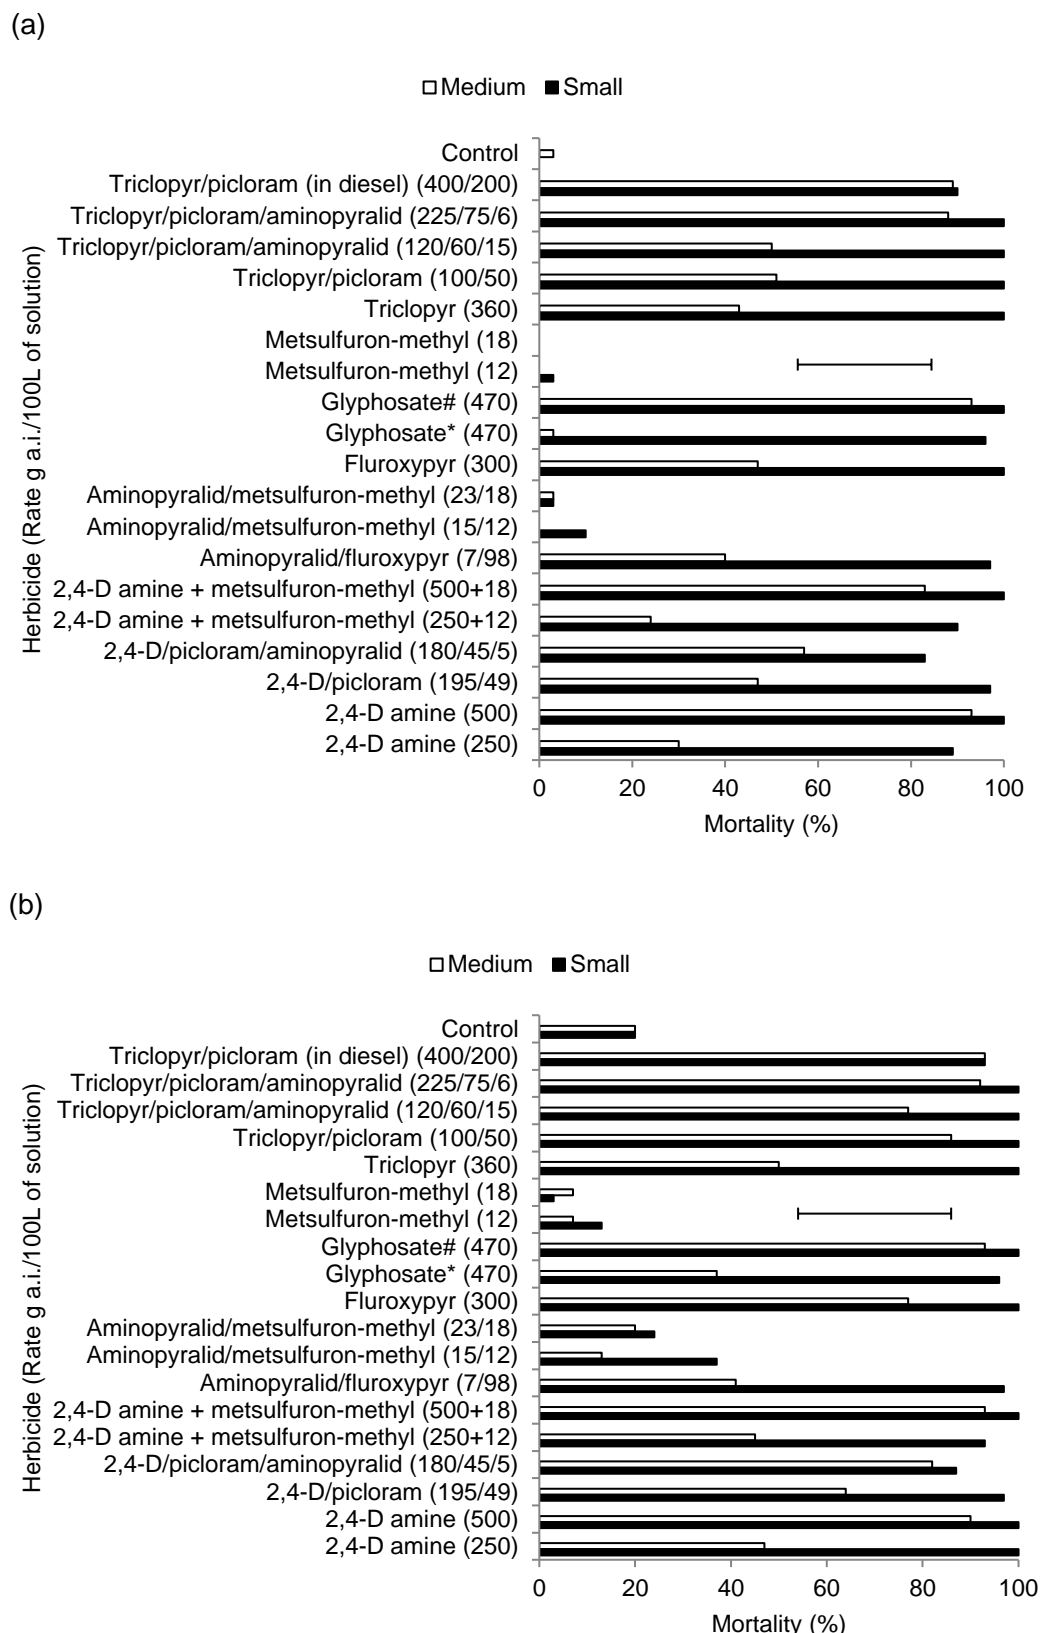 (a)
Medium Small
Control
Triclopyr/picloram (in diesel) (400/200)
Triclopyr/picloram/aminopyralid (225/75/6)
Triclopyr/picloram/aminopyralid (120/60/15)
Triclopyr/picloram (100/50)
Triclopyr (360)
Metsulfuron-methyl (18)
Metsulfuron-methyl (12)
Glyphosate# (470)
Glyphosate* (470)
Fluroxypyr (300)
Aminopyralid/metsulfuron-methyl (23/18)
Aminopyralid/metsulfuron-methyl (15/12)
Aminopyralid/fluroxypyr (7/98)
2,4-D amine + metsulfuron-methyl (500+18)
2,4-D amine + metsulfuron-methyl (250+12)
2,4-D/picloram/aminopyralid (180/45/5)
2,4-D/picloram (195/49)
2,4-D amine (500)
2,4-D amine (250)
Herbicide (Rate g a.i./100L of solution)
0 20 40 60 80 100
Mortality (%)
(b)
Medium Small
Control
Triclopyr/picloram (in diesel) (400/200)
Triclopyr/picloram/aminopyralid (225/75/6)
Triclopyr/picloram/aminopyralid (120/60/15)
Triclopyr/picloram (100/50)
Triclopyr (360)
Metsulfuron-methyl (18)
Metsulfuron-methyl (12)
Glyphosate# (470)
Glyphosate* (470)
Fluroxypyr (300)
Aminopyralid/metsulfuron-methyl (23/18)
Aminopyralid/metsulfuron-methyl (15/12)
Aminopyralid/fluroxypyr (7/98)
2,4-D amine + metsulfuron-methyl (500+18)
2,4-D amine + metsulfuron-methyl (250+12)
2,4-D/picloram/aminopyralid (180/45/5)
2,4-D/picloram (195/49)
2,4-D amine (500)
2,4-D amine (250)
Herbicide (Rate g a.i./100L of solution)
0 20 40 60 80 100
Mortality (%)